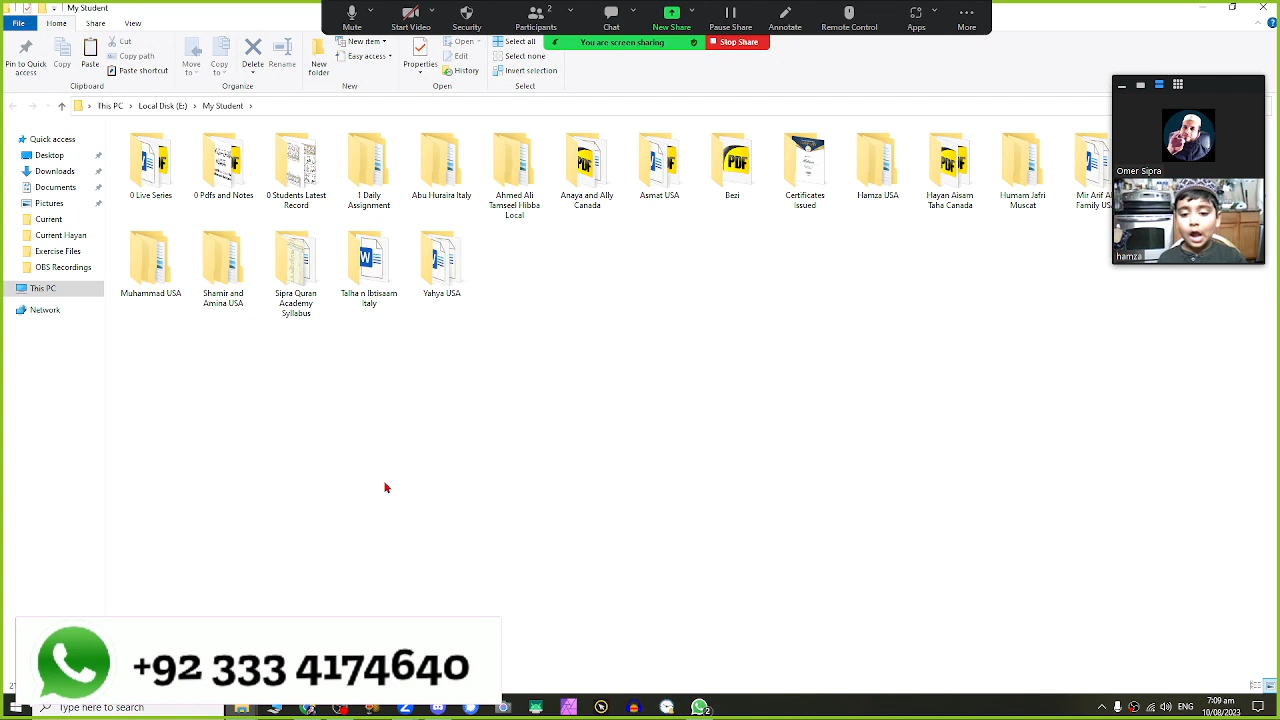 My Student
Mute
Start Video
Security
Participants
2
Chat
New Share
Pause Share
Annotate
Remote Control
Apps
More
You are screen sharing
Stop Share
File
Home
Share
View
Pin to Quick access
Copy
Paste
Cut
Copy path
Paste shortcut
Clipboard
Move to
Copy to
Delete
Rename
Organize
New folder
New item
Easy access
New
Properties
Open
Edit
History
Open
Select all
Select none
Invert selection
Select
This PC > Local Disk (E:) > My Student >
Quick access
Desktop
Downloads
Documents
Pictures
Current
Current Hayan
Exercise Files
OBS Recordings
This PC
Network
0 Live Series
0 Pdfs and Notes
0 Students Latest Record
1 Daily Assignment
Abu Huraira Italy
Ahmed Ali Tamseel Hibba Local
Anaya and Ally Canada
Asmat USA
Bezi
Certificates Issued
Hamza USA
Hayan Aisam Taha Canada
Humam Jafri Muscat
Mir Arif A
Family US
Muhammad USA
Shamir and Amina USA
Sipra Quran Academy Syllabus
Talha n Ibtisaam Italy
Yahya USA
Omer Sipra
hamza
+92 333 4174640
Type here to search
ENG
7:09 am
10/08/2023